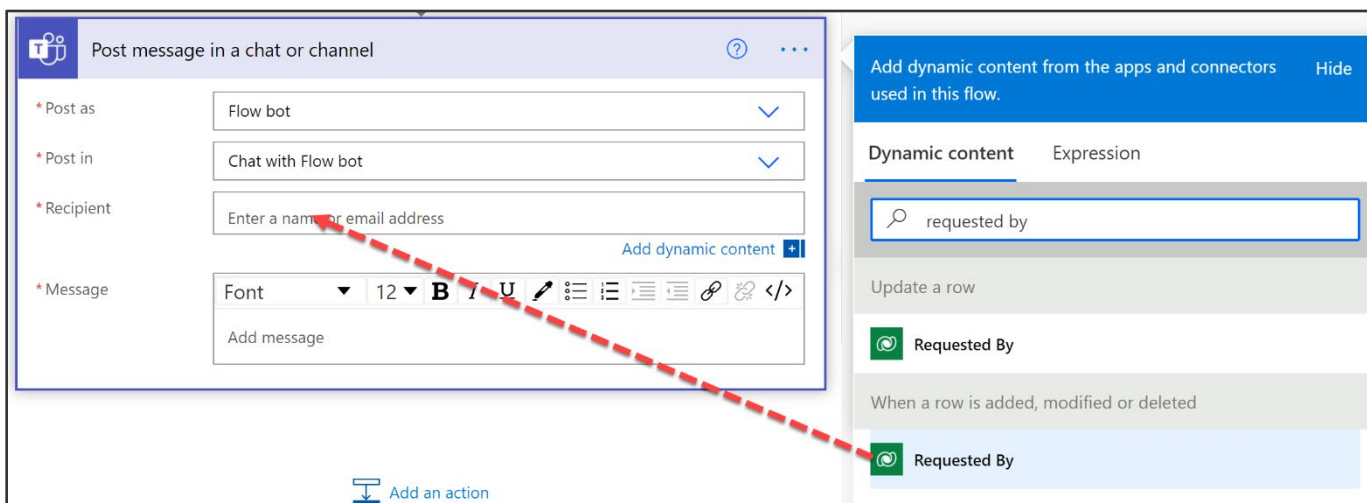 Post message in a chat or channel
* Post as
Flow bot
* Post in
Chat with Flow bot
* Recipient
Enter a name or email address
Add dynamic content +
* Message
Font 12 B I U </>
Add message
Add an action
Add dynamic content from the apps and connectors
used in this flow.
Hide
Dynamic content Expression
requested by
Update a row
Requested By
When a row is added, modified or deleted
Requested By